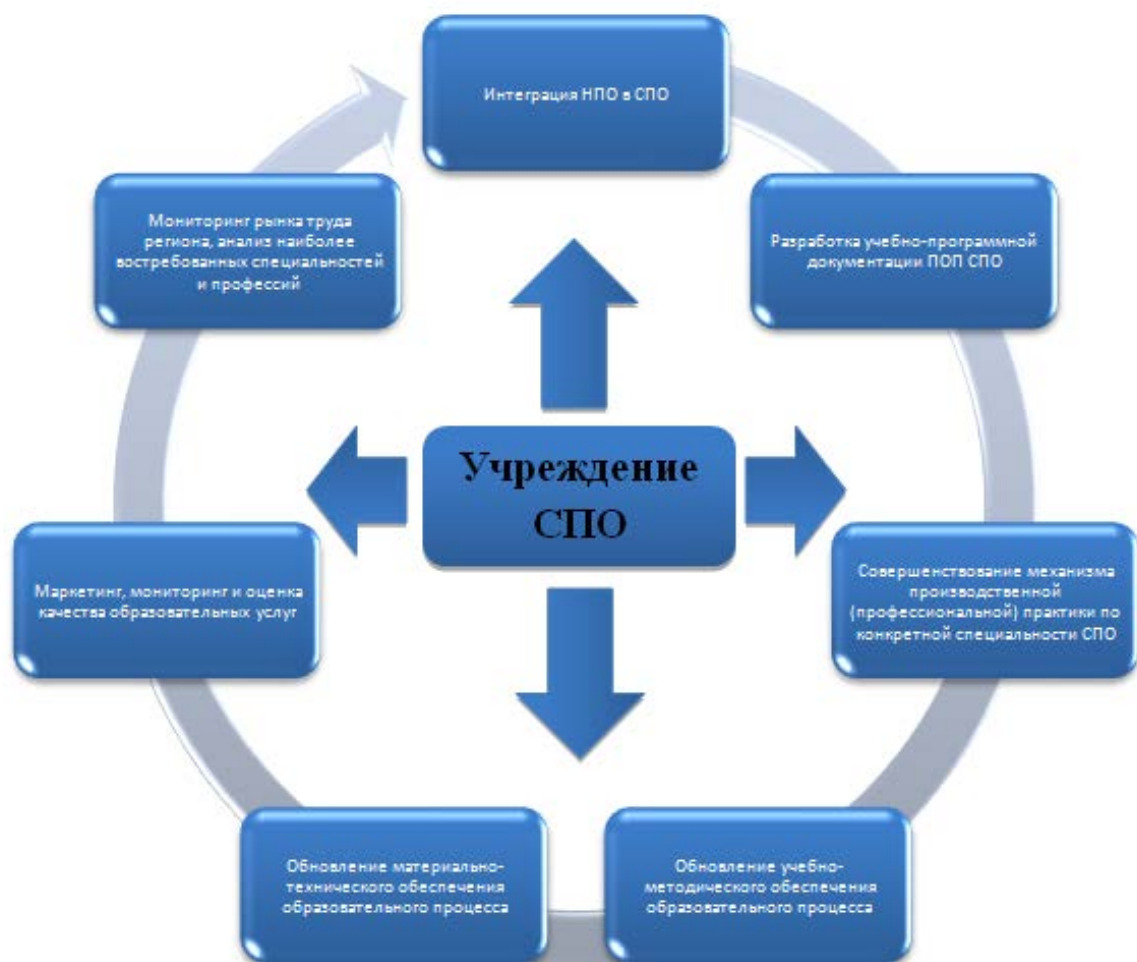 Интеграция НПО в СПО
Разработка учебно-программной
документации ПОП СПО
Совершенствование механизма
производственной
(профессиональной) практики по
конкретной специальности СПО
Обновление учебно-
методического обеспечения
образовательного процесса
Обновление материально-
технического обеспечения
образовательного процесса
Маркетинг, мониторинг и оценка
качества образовательных услуг
Мониторинг рынка труда
региона, анализ наиболее
востребованных специальностей
и профессий
Учреждение
СПО